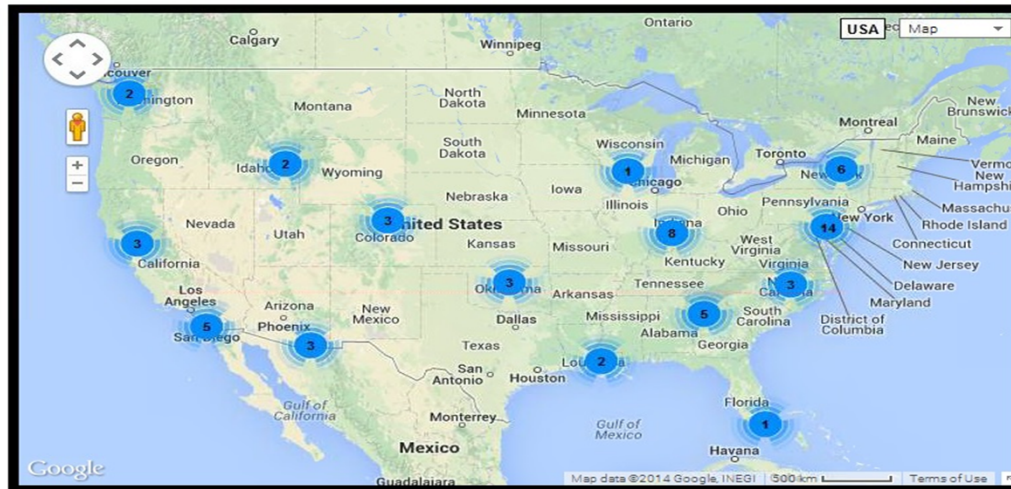 Ontario
USA
Map
Calgary
Winnipeg
2
North
Dakota
Montana
Minnesota
Montreal
New
Brunswick
Maine
Oregon
2
Wyoming
South
Dakota
Wisconsin
1
Michigan
Toronto
6
Nebraska
Iowa
Chicago
Illinois
Ohio
Pennsylvania
New York
Nevada
Utah
3
Colorado
United States
Kansas
Missouri
8
Indiana
Kentucky
West
Virginia
Virginia
14
Rhode Island
Connecticut
New Jersey
Delaware
Maryland
District of
Columbia
3
California
Los
Angeles
5
Arizona
Phoenix
3
New
Mexico
3
Arkansas
Dallas
Texas
Tennessee
Mississippi
Alabama
5
South
Carolina
Georgia
3
San
Antonio
Houston
2
Florida
1
Gulf of
California
Monterrey
Gulf of
Mexico
Havana
Mexico
Google
Guadalajara
Map data ©2014 Google, INEGI
500 km
Terms of Use